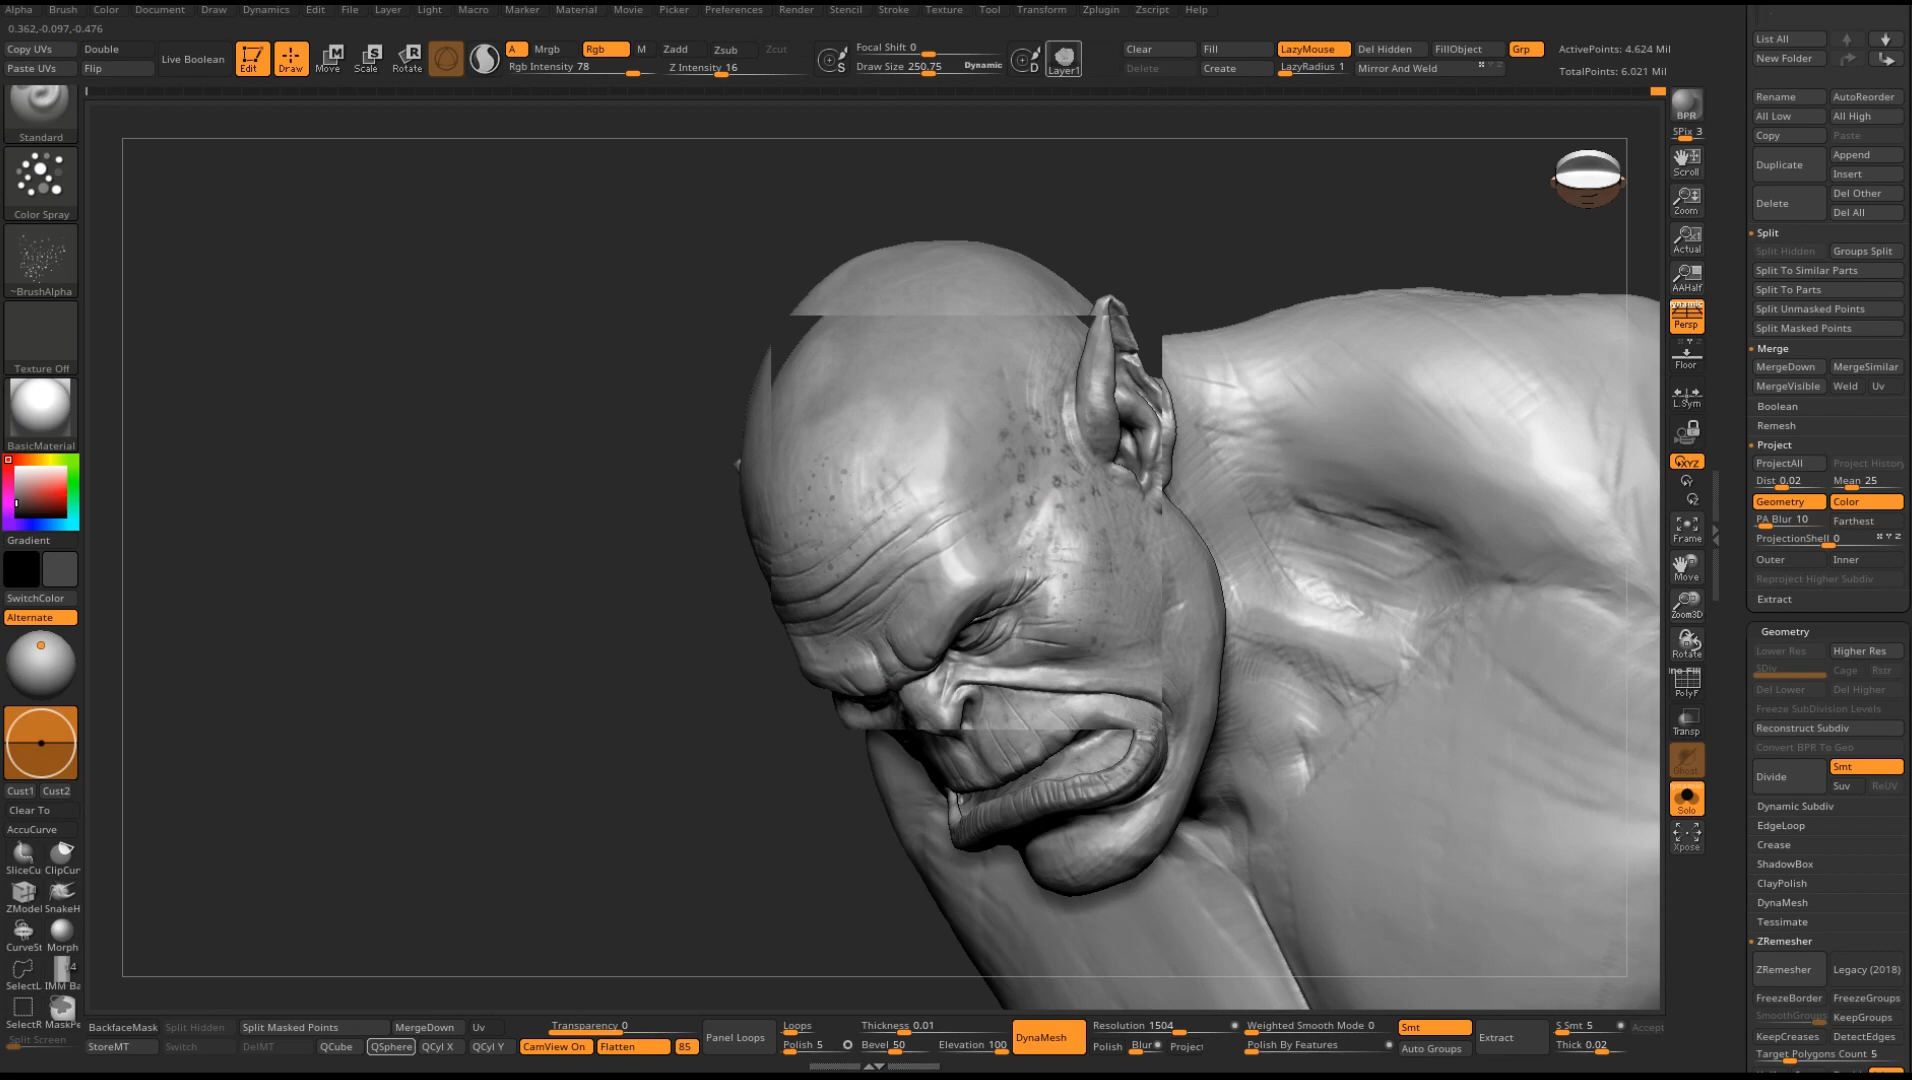 Alpha Brush Color Document Draw Dynamics Edit File Layer Light Macro Marker Material Movie Picker Preferences Render Stencil Stroke Texture Tool Transform Zplugin Zscript Help
0.362,-0.097,-0.476
Copy UVs Double
Paste UVs Flip
Live Boolean
Edit Draw Move Scale Rotate
A Mrgb Rgb M Zadd Zsub Zcut
Rgb Intensity 78 Z Intensity 16
S
Focal Shift 0
Draw Size 250.75 Dynamic
D
Layer1
Clear Fill LazyMouse Del Hidden FillObject Grp
Delete Create LazyRadius 1 Mirror And Weld
ActivePoints: 4.624 Mil
TotalPoints: 6.021 Mil
Standard
Color Spray
~BrushAlpha
Texture Off
BasicMaterial
Gradient
SwitchColor
Alternate
Cust1 Cust2
Clear To
AccuCurve
SliceCu ClipCur
ZModel SnakeH
CurveSt Morph
SelectL IMM Ba
SelectR MaskPe
Split Screen
BPR
SPix 3
Scroll
Zoom
Actual
AAHalf
Dynamic
Persp
Floor
L.Sym
XYZ
Y
Z
Frame
Move
Zoom3D
Rotate
Line Fill
PolyF
Transp
Ghost
Solo
Xpose
List All
New Folder
Rename AutoReorder
All Low All High
Copy Paste
Duplicate Append
Insert
Delete Del Other
Del All
Split
Split Hidden Groups Split
Split To Similar Parts
Split To Parts
Split Unmasked Points
Split Masked Points
Merge
MergeDown MergeSimilar
MergeVisible Weld Uv
Boolean
Remesh
Project
ProjectAll Project History
Dist 0.02 Mean 25
Geometry Color
PA Blur 10 Farthest
ProjectionShell 0
Outer Inner
Reproject Higher Subdiv
Extract
Geometry
Lower Res Higher Res
SDiv Cage Rstr
Del Lower Del Higher
Freeze SubDivision Levels
Reconstruct Subdiv
Convert BPR To Geo
Divide Smt
Suv ReUV
Dynamic Subdiv
EdgeLoop
Crease
ShadowBox
ClayPolish
DynaMesh
Tessimate
ZRemesher
ZRemesher Legacy (2018)
FreezeBorder FreezeGroups
SmoothGroups KeepGroups
KeepCreases DetectEdges
Target Polygons Count 5
BackfaceMask Split Hidden Split Masked Points MergeDown Uv Transparency 0
StoreMT Switch DelMT QCube QSphere QCyl X QCyl Y CamView On Flatten 85
Panel Loops
Loops Thickness 0.01
Polish 5 Bevel 50 Elevation 100
DynaMesh
Resolution 1504 Weighted Smooth Mode 0 Smt
Polish Blur Project Polish By Features Auto Groups
Extract
S Smt 5 Accept
Thick 0.02